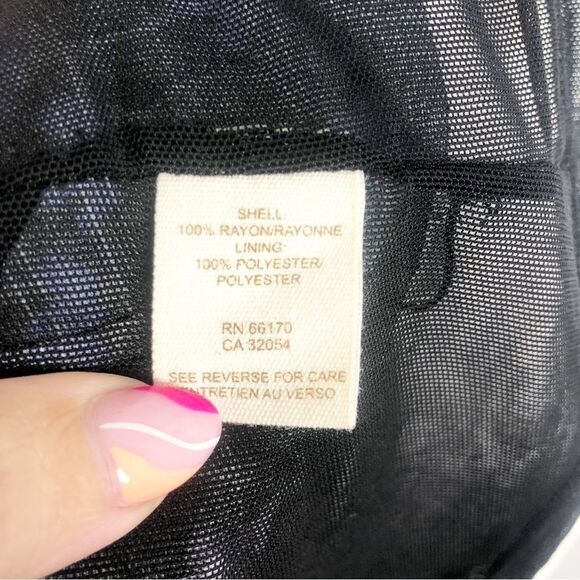 SHELL
100% RAYON/RAYONNE
LINING:
100% POLYESTER/
POLYESTER
RN 66170
CA 32054
SEE REVERSE FOR CARE
ENTRETIEN AU VERSO